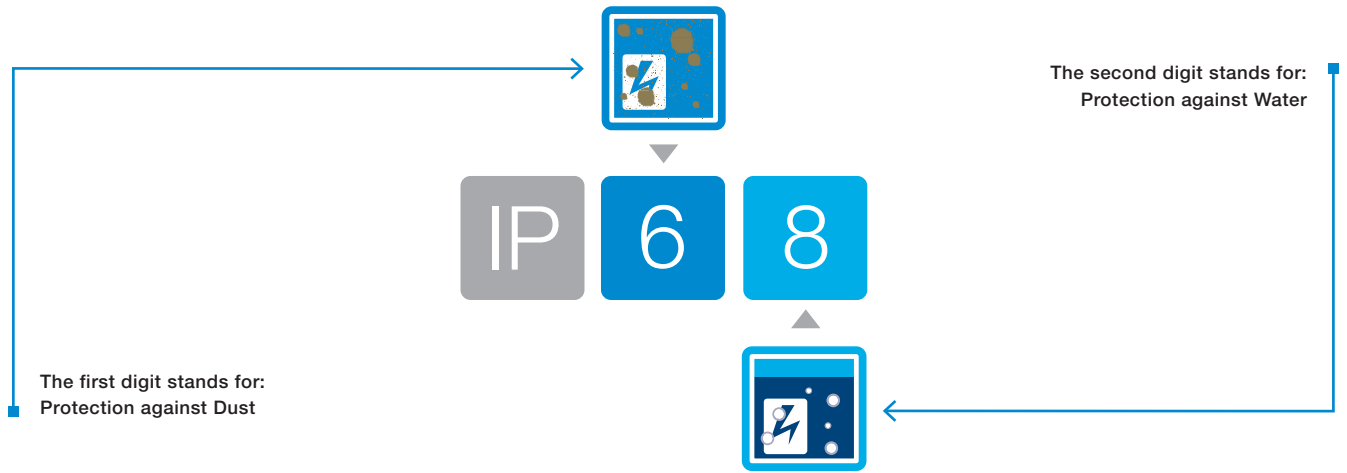 The second digit stands for:
Protection against Water
IP 6 8
The first digit stands for:
Protection against Dust